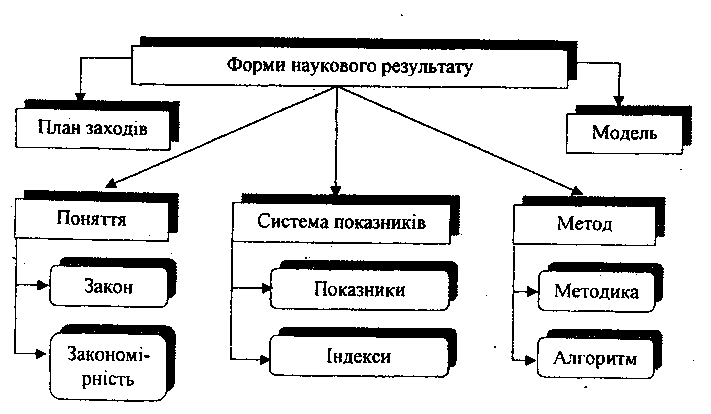 Форми наукового результату
План заходів
Модель
Поняття
Система показників
Метод
Закон
Показники
Методика
Закономі-
рність
Індекси
Алгоритм